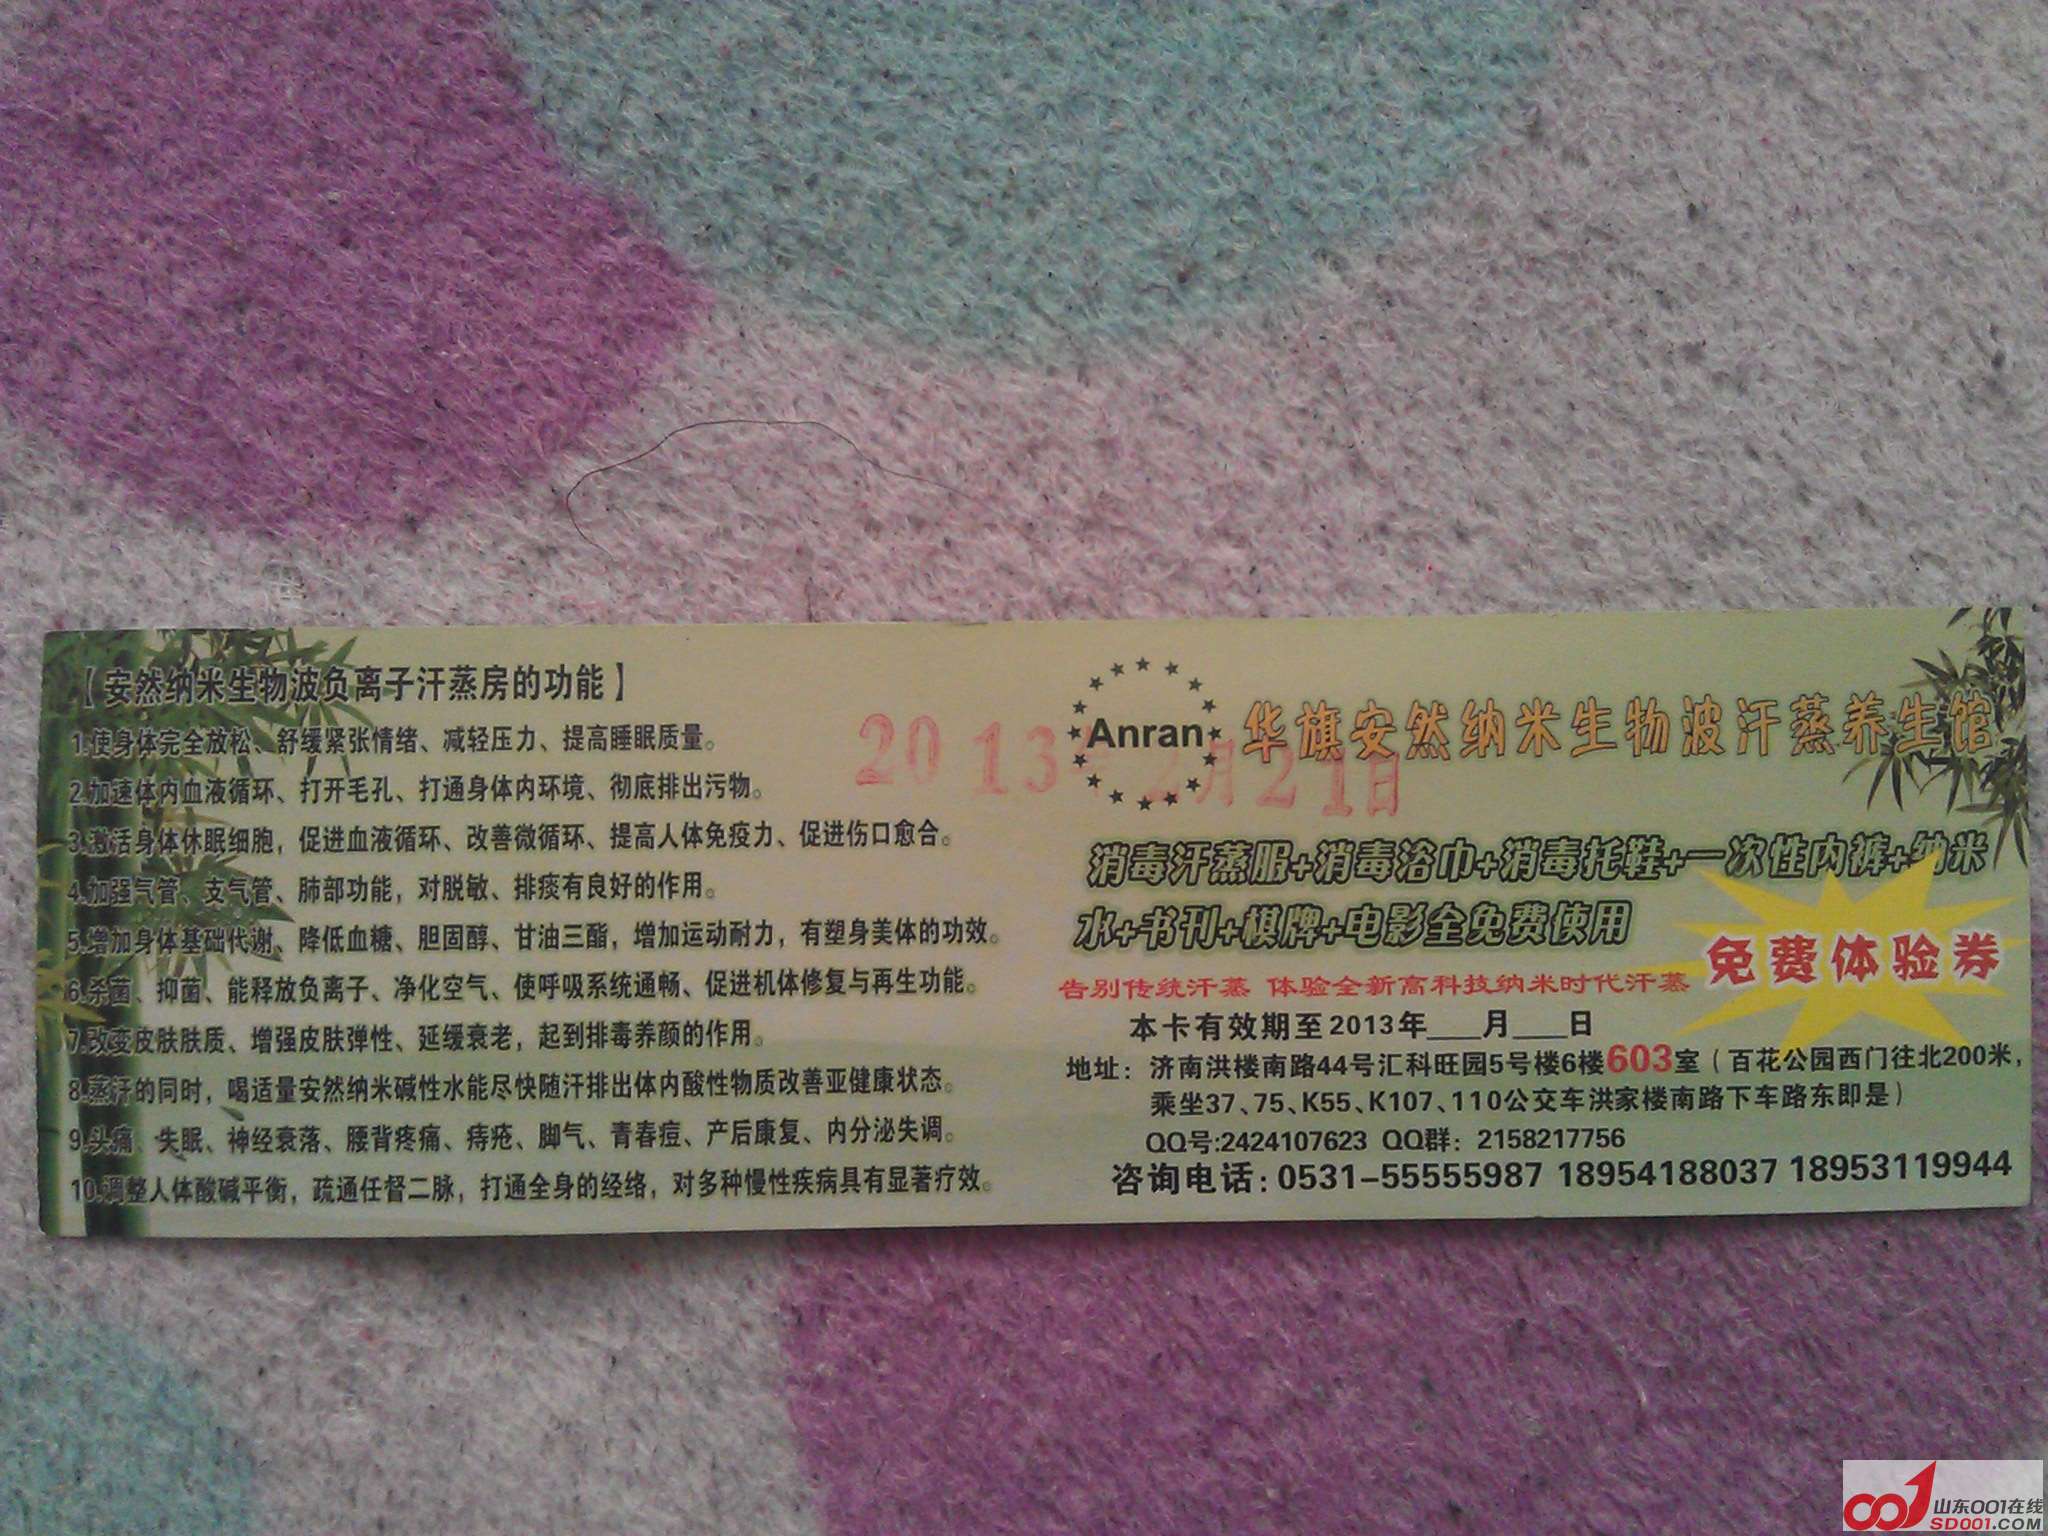 【安然纳米生物波负离子汗蒸房的功能】
1.使身体完全放松、舒缓紧张情绪、减轻压力、提高睡眠质量。
2.加速体内血液循环、打开毛孔、打通身体内环境、彻底排出污物。
3.激活身体休眠细胞，促进血液循环、改善微循环、提高人体免疫力、促进伤口愈合。
4.加强气管、支气管、肺部功能，对脱敏、排痰有良好的作用。
5.增加身体基础代谢、降低血糖、胆固醇、甘油三酯，增加运动耐力，有塑身美体的功效。
6.杀菌、抑菌、能释放负离子、净化空气、使呼吸系统通畅、促进机体修复与再生功能。
7.改变皮肤肤质、增强皮肤弹性、延缓衰老，起到排毒养颜的作用。
8.蒸汗的同时，喝适量安然纳米碱性水能尽快随汗排出体内酸性物质改善亚健康状态。
9.头痛、失眠、神经衰落、腰背疼痛、痔疮、脚气、青春痘、产后康复、内分泌失调。
10.调整人体酸碱平衡，疏通任督二脉，打通全身的经络，对多种慢性疾病具有显著疗效。
2013年2月21日
Anran
华旗安然纳米生物波汗蒸养生馆
消毒汗蒸服+消毒浴巾+消毒托鞋+一次性内裤+纳米
水+书刊+棋牌+电影全免费使用
免费体验券
告别传统汗蒸 体验全新高科技纳米时代汗蒸
本卡有效期至2013年___月___日
地址：济南洪楼南路44号汇科旺园5号楼6楼603室（百花公园西门往北200米，
乘坐37、75、K55、K107、110公交车洪家楼南路下车路东即是）
QQ号:2424107623 QQ群：2158217756
咨询电话：0531-55555987 18954188037 18953119944
山东001在线
SD001.COM